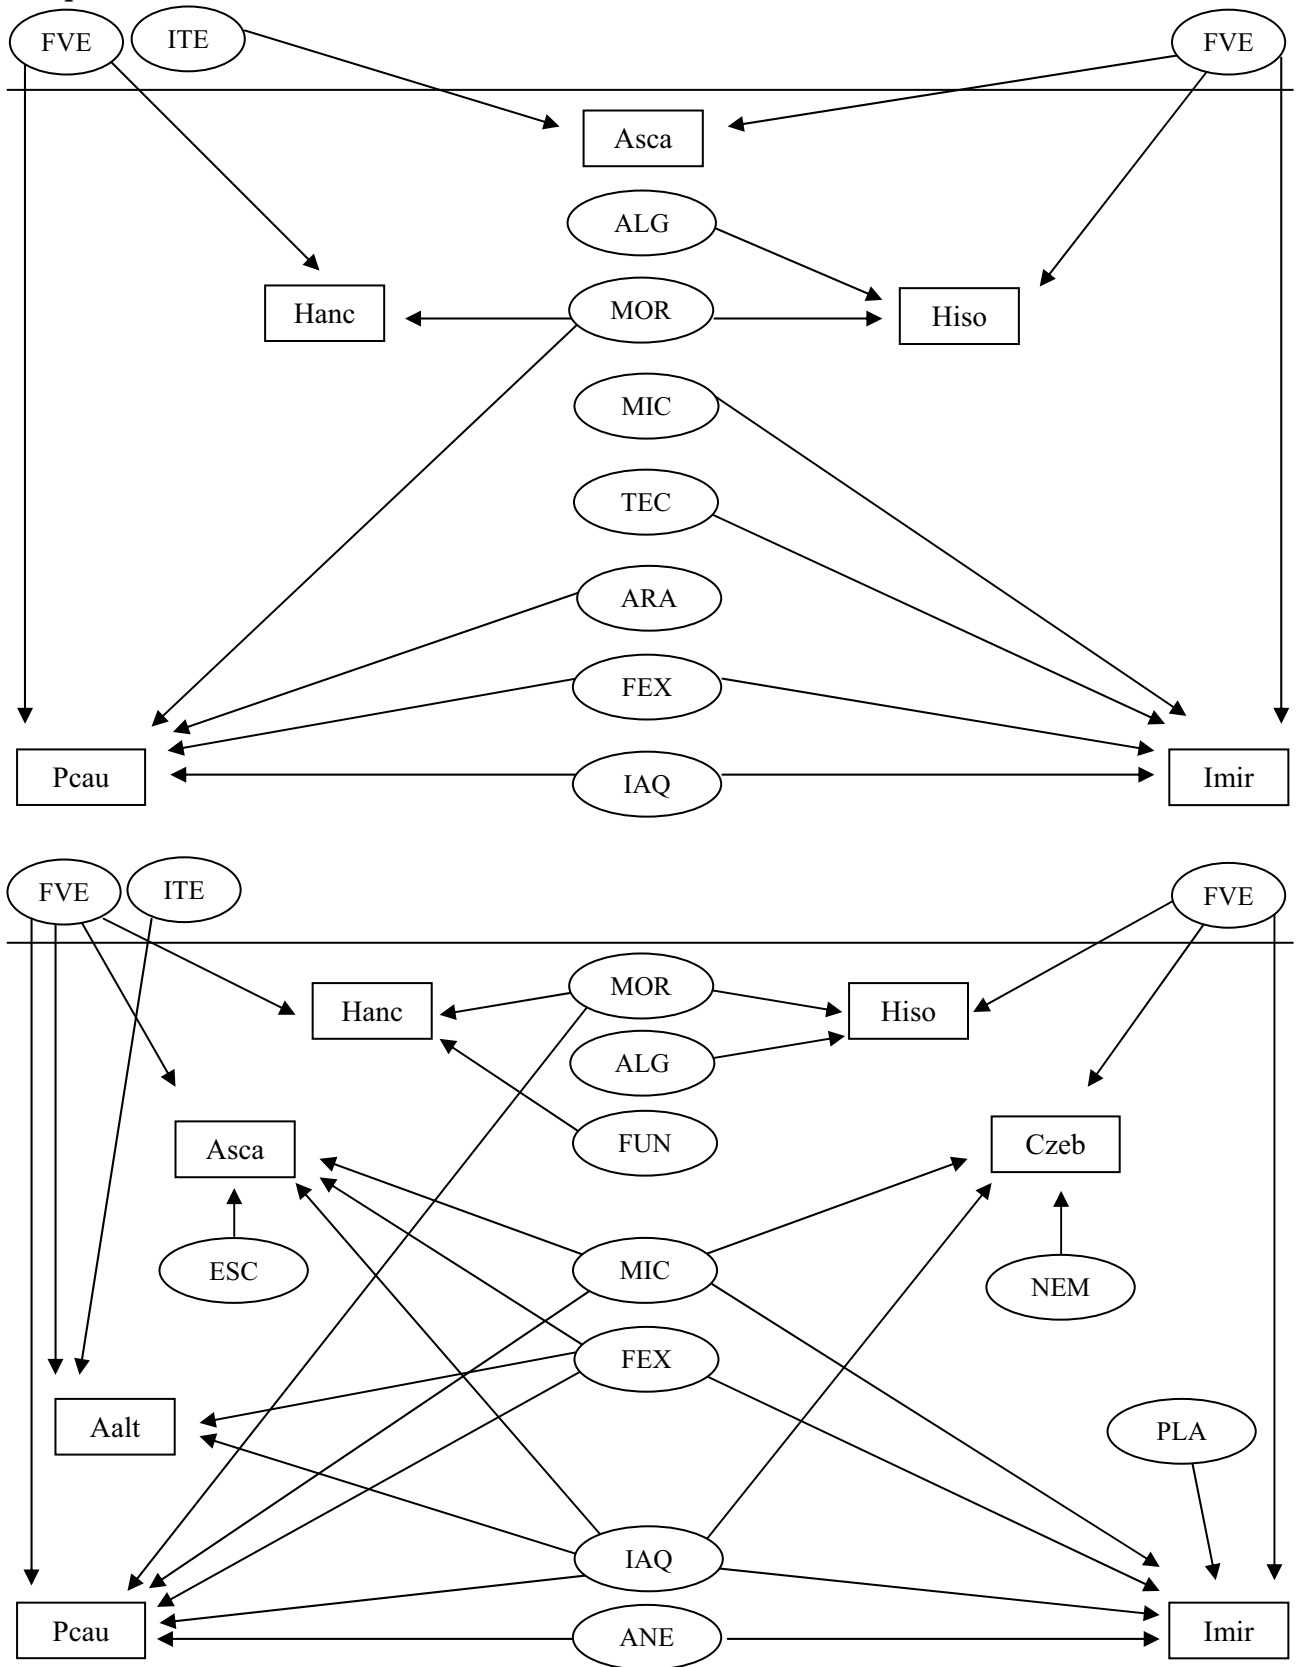 FVE ITE FVE
Asca
ALG
Hanc MOR Hiso
MIC
TEC
ARA
FEX
Pcau IAQ Imir
FVE ITE FVE
Hanc MOR Hiso
ALG
Asca FUN Czeb
ESC MIC NEM
FEX
Aalt PLA
IAQ
Pcau ANE Imir